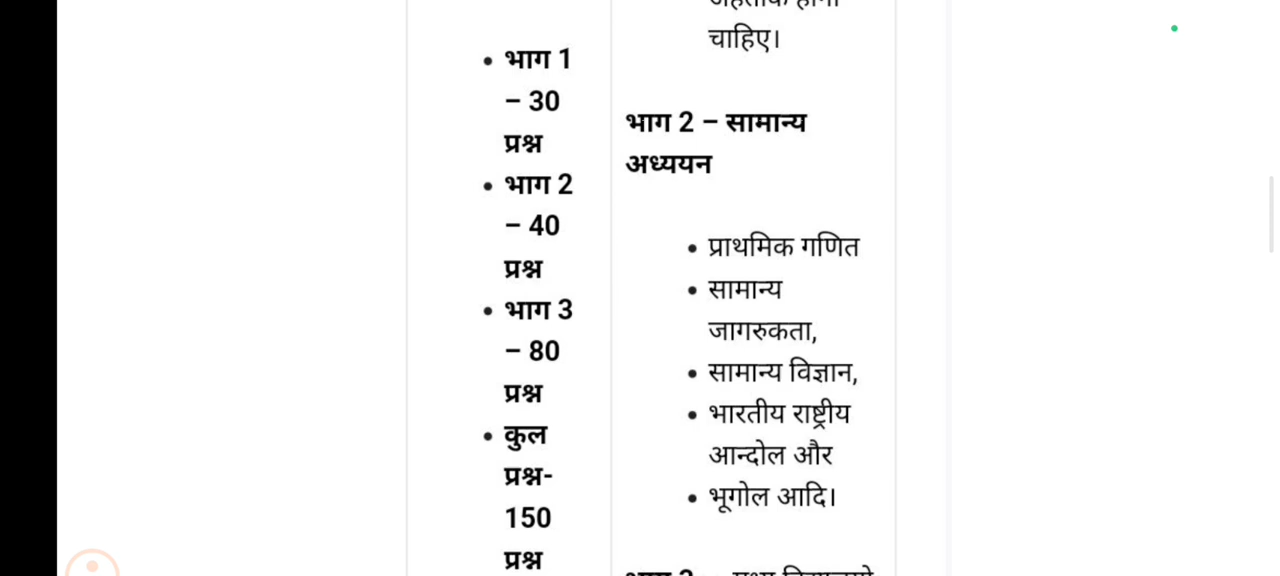 चाहिए।
भाग 1
– 30
प्रश्न
भाग 2
– 40
प्रश्न
भाग 3
– 80
प्रश्न
कुल
प्रश्न-
150
प्रश्न
भाग 2 – सामान्य
अध्ययन
प्राथमिक गणित
सामान्य
जागरुकता,
सामान्य विज्ञान,
भारतीय राष्ट्रीय
आन्दोल और
भूगोल आदि।